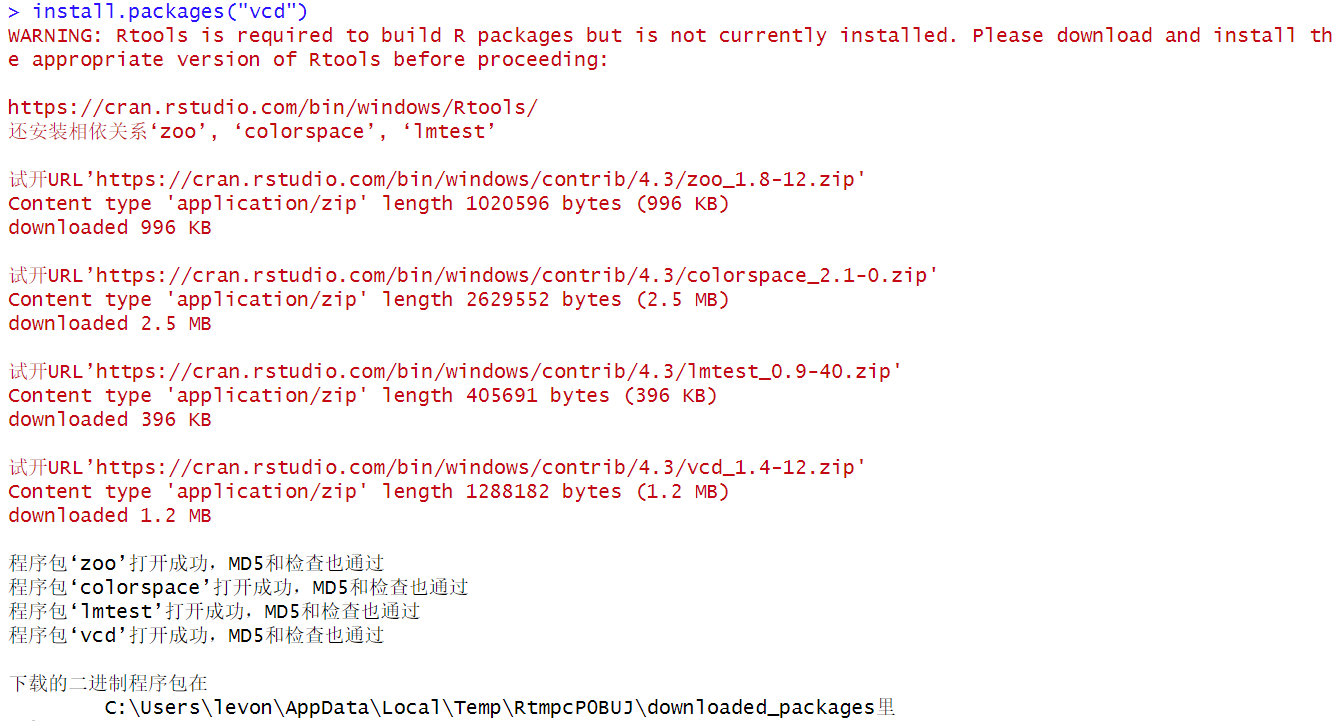 > install.packages("vcd")
WARNING: Rtools is required to build R packages but is not currently installed. Please download and install th
e appropriate version of Rtools before proceeding:
https://cran.rstudio.com/bin/windows/Rtools/
还安装相依关系‘zoo’, ‘colorspace’, ‘lmtest’
试开URL’https://cran.rstudio.com/bin/windows/contrib/4.3/zoo_1.8-12.zip'
Content type 'application/zip' length 1020596 bytes (996 KB)
downloaded 996 KB
试开URL’https://cran.rstudio.com/bin/windows/contrib/4.3/colorspace_2.1-0.zip'
Content type 'application/zip' length 2629552 bytes (2.5 MB)
downloaded 2.5 MB
试开URL’https://cran.rstudio.com/bin/windows/contrib/4.3/lmtest_0.9-40.zip'
Content type 'application/zip' length 405691 bytes (396 KB)
downloaded 396 KB
试开URL’https://cran.rstudio.com/bin/windows/contrib/4.3/vcd_1.4-12.zip'
Content type 'application/zip' length 1288182 bytes (1.2 MB)
downloaded 1.2 MB
程序包‘zoo’打开成功，MD5和检查也通过
程序包‘colorspace’打开成功，MD5和检查也通过
程序包‘lmtest’打开成功，MD5和检查也通过
程序包‘vcd’打开成功，MD5和检查也通过
下载的二进制程序包在
C:\Users\levon\AppData\Local\Temp\RtmpcPOBUJ\downloaded_packages里